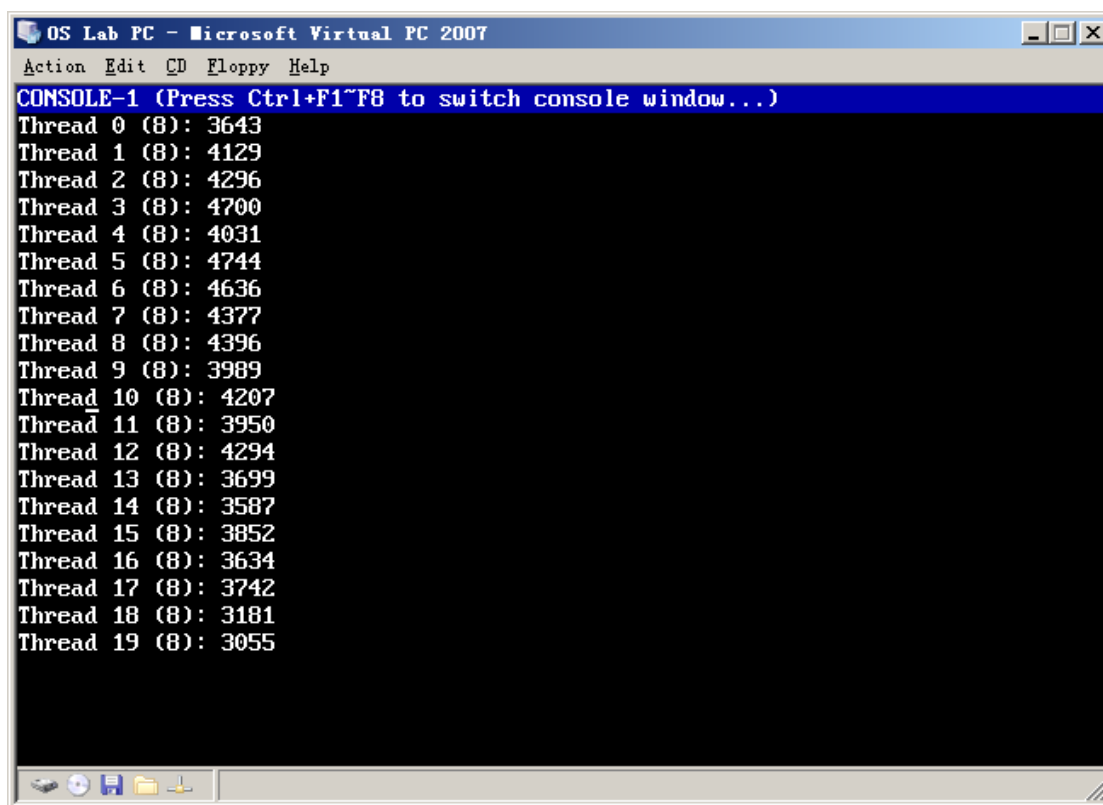 OS Lab PC - Microsoft Virtual PC 2007
Action Edit CD Floppy Help
CONSOLE-1 (Press Ctrl+F1~F8 to switch console window...)
Thread 0 (8): 3643
Thread 1 (8): 4129
Thread 2 (8): 4296
Thread 3 (8): 4700
Thread 4 (8): 4031
Thread 5 (8): 4744
Thread 6 (8): 4636
Thread 7 (8): 4377
Thread 8 (8): 4396
Thread 9 (8): 3989
Thread 10 (8): 4207
Thread 11 (8): 3950
Thread 12 (8): 4294
Thread 13 (8): 3699
Thread 14 (8): 3587
Thread 15 (8): 3852
Thread 16 (8): 3634
Thread 17 (8): 3742
Thread 18 (8): 3181
Thread 19 (8): 3055